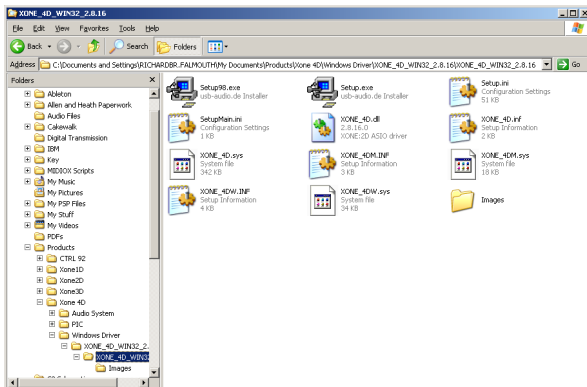 XONE_4D_WIN32_2.8.16
File Edit View Favorites Tools Help
Back Search Folders
Address C:\Documents and Settings\RICHARDBR.FALMOUTH\My Documents\Products\Xone 4D\Windows Driver\XONE_4D_WIN32_2.8.16\XONE_4D_WIN32_2.8.16 Go
Folders
Ableton
Allen and Heath Paperwork
Audio Files
Cakewalk
Digital Transmission
IBM
Key
MIDIOX Scripts
My Music
My Pictures
My PSP Files
My Stuff
My Videos
PDFs
Products
CTRL 92
Xone1D
Xone2D
Xone3D
Xone 4D
Audio System
PIC
Windows Driver
XONE_4D_WIN32_2.
XONE_4D_WIN32
Images
Setup98.exe
usb-audio.de Installer
Setup.exe
usb-audio.de Installer
Setup.ini
Configuration Settings
51 KB
SetupMain.ini
Configuration Settings
1 KB
XONE_4D.dll
2.8.16.0
XONE:2D ASIO driver
XONE_4D.inf
Setup Information
2 KB
XONE_4D.sys
System file
342 KB
XONE_4DM.INF
Setup Information
3 KB
XONE_4DM.sys
System file
18 KB
XONE_4DW.INF
Setup Information
4 KB
XONE_4DW.sys
System file
34 KB
Images